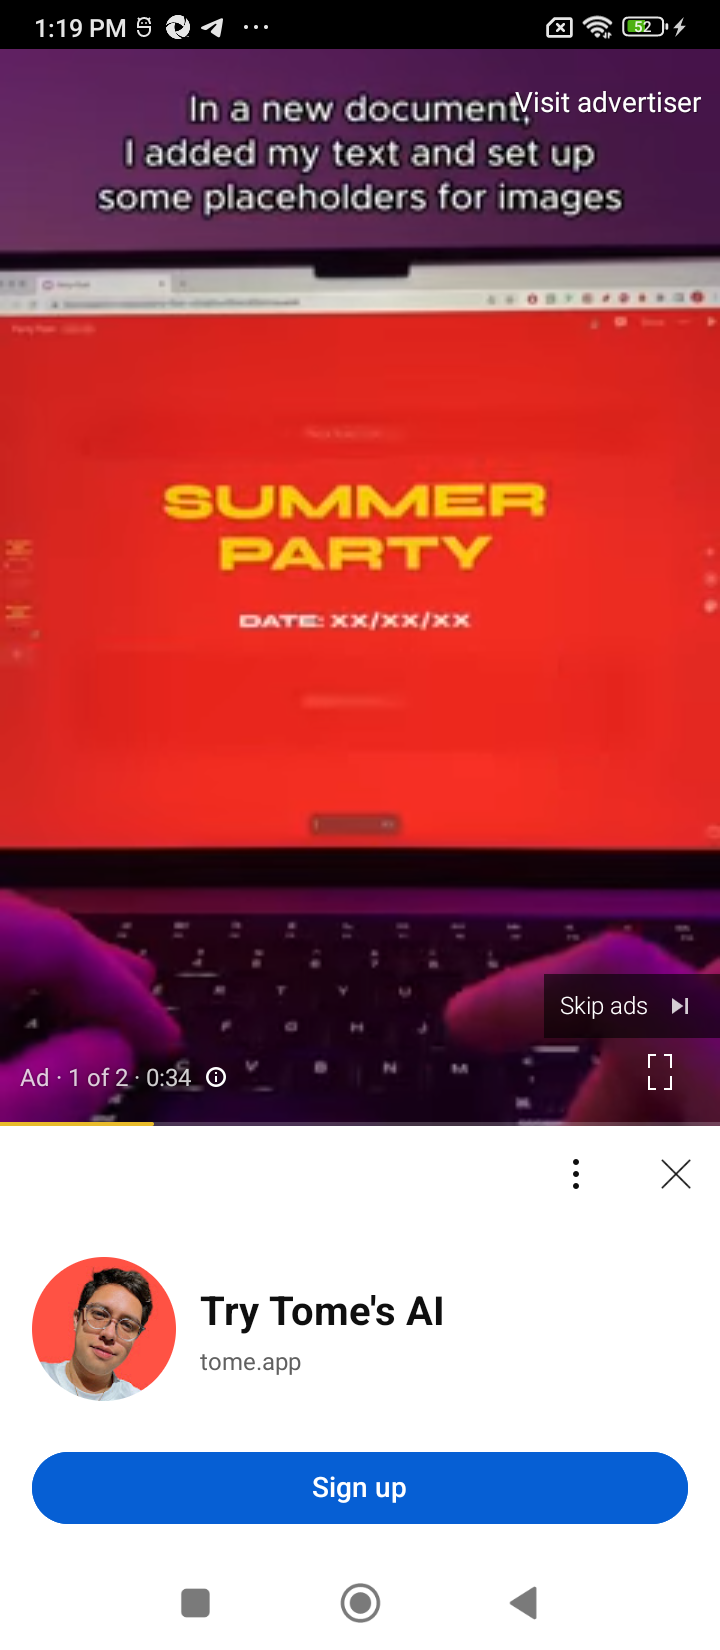 1:19 PM
52
Visit advertiser
In a new document,
I added my text and set up
some placeholders for images
SUMMER
PARTY
DATE: XX/XX/XX
R T Y U
F G H J
V B N M
Skip ads
Ad · 1 of 2 · 0:34
Try Tome's AI
tome.app
Sign up